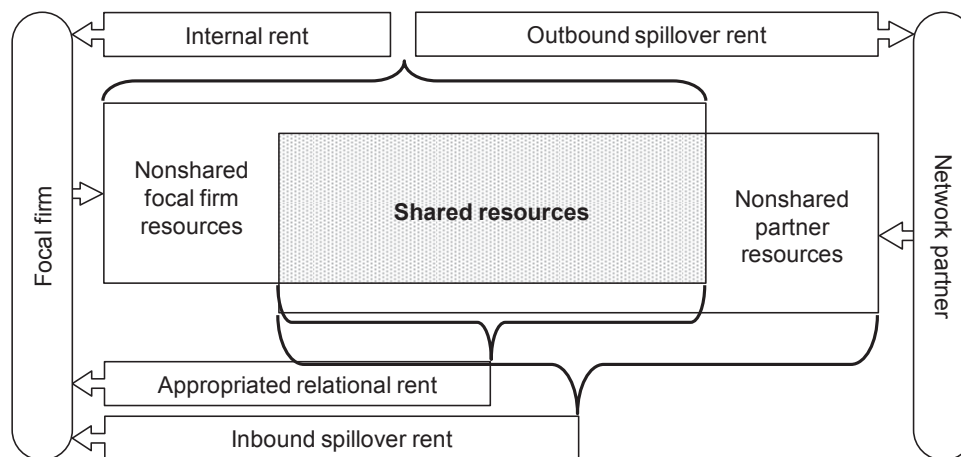 Internal rent
Outbound spillover rent
Focal firm
Nonshared
focal firm
resources
Shared resources
Nonshared
partner
resources
Network partner
Appropriated relational rent
Inbound spillover rent